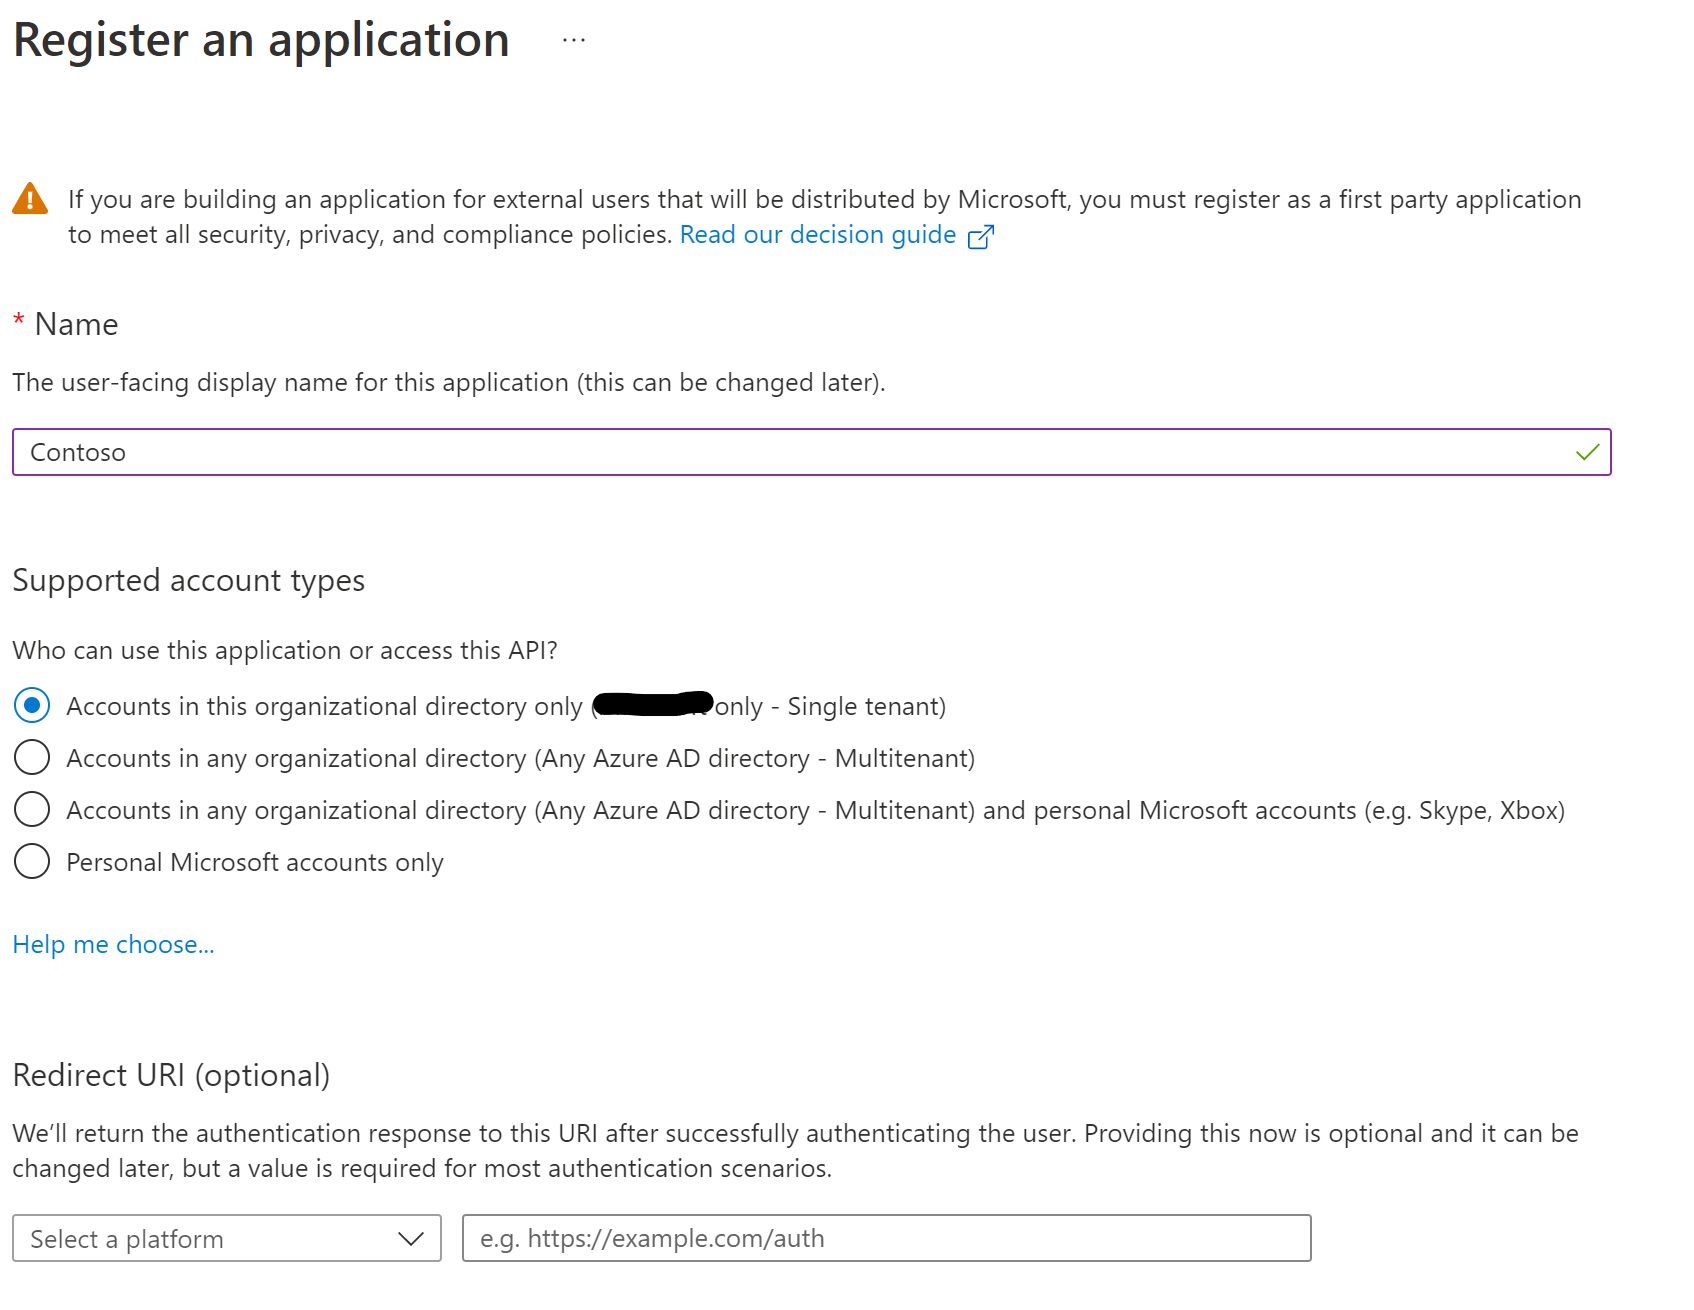 Register an application ...
If you are building an application for external users that will be distributed by Microsoft, you must register as a first party application
to meet all security, privacy, and compliance policies. Read our decision guide
* Name
The user-facing display name for this application (this can be changed later).
Contoso
Supported account types
Who can use this application or access this API?
Accounts in this organizational directory only ( only - Single tenant)
Accounts in any organizational directory (Any Azure AD directory - Multitenant)
Accounts in any organizational directory (Any Azure AD directory - Multitenant) and personal Microsoft accounts (e.g. Skype, Xbox)
Personal Microsoft accounts only
Help me choose...
Redirect URI (optional)
We’ll return the authentication response to this URI after successfully authenticating the user. Providing this now is optional and it can be
changed later, but a value is required for most authentication scenarios.
Select a platform e.g. https://example.com/auth